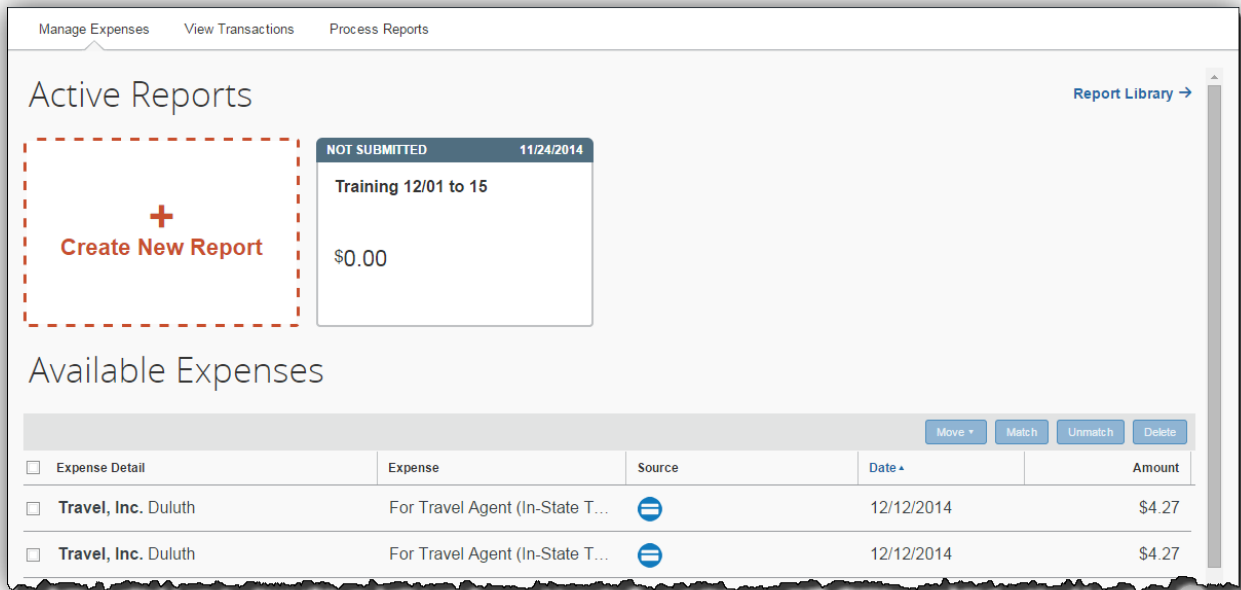 Manage Expenses View Transactions Process Reports
Active Reports
Report Library →
NOT SUBMITTED 11/24/2014
Training 12/01 to 15
+
Create New Report
$0.00
Available Expenses
Move Match Unmatch Delete
Expense Detail Expense Source Date Amount
Travel, Inc. Duluth For Travel Agent (In-State T... 12/12/2014 $4.27
Travel, Inc. Duluth For Travel Agent (In-State T... 12/12/2014 $4.27